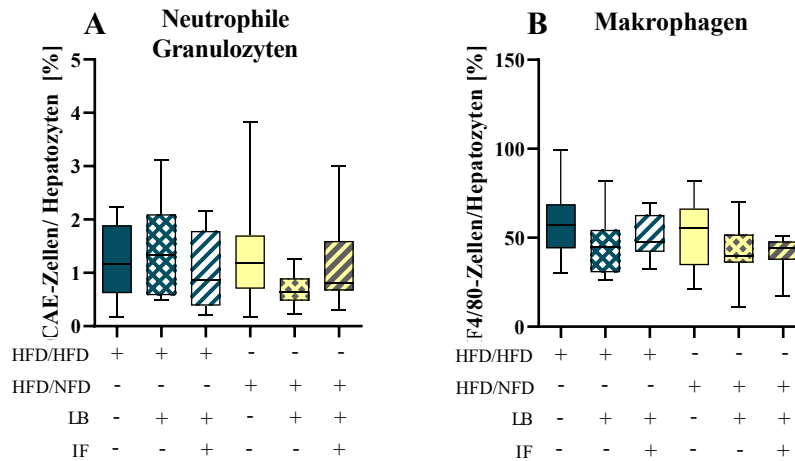 A
Neutrophile
Granulozyten
CAE-Zellen/ Hepatozyten [%]
5
4
3
2
1
0
HFD/HFD + + + - - -
HFD/NFD - - - + + +
LB - + + - + +
IF - - + - - +
B
Makrophagen
F4/80-Zellen/Hepatozyten [%]
150
100
50
0
HFD/HFD + + + - - -
HFD/NFD - - - + + +
LB - + + - + +
IF - - + - - +